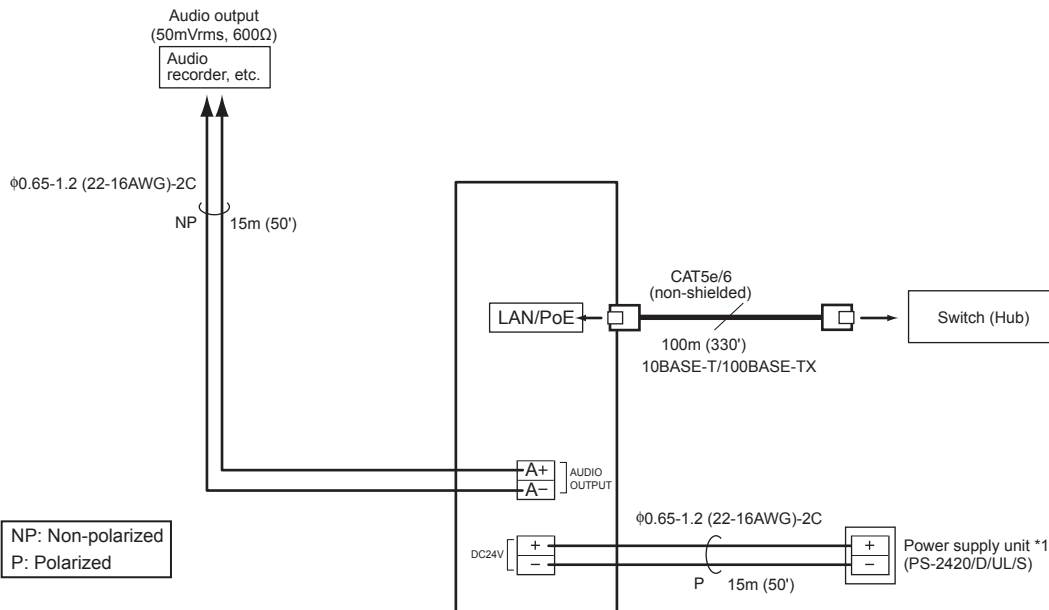 Audio output
(50mVrms, 600Ω)
Audio
recorder, etc.
ϕ0.65-1.2 (22-16AWG)-2C
NP
15m (50')
LAN/PoE
CAT5e/6
(non-shielded)
100m (330')
10BASE-T/100BASE-TX
Switch (Hub)
A+
A−
AUDIO
OUTPUT
NP: Non-polarized
P: Polarized
DC24V
+
−
ϕ0.65-1.2 (22-16AWG)-2C
P
15m (50')
+
−
Power supply unit *1
(PS-2420/D/UL/S)